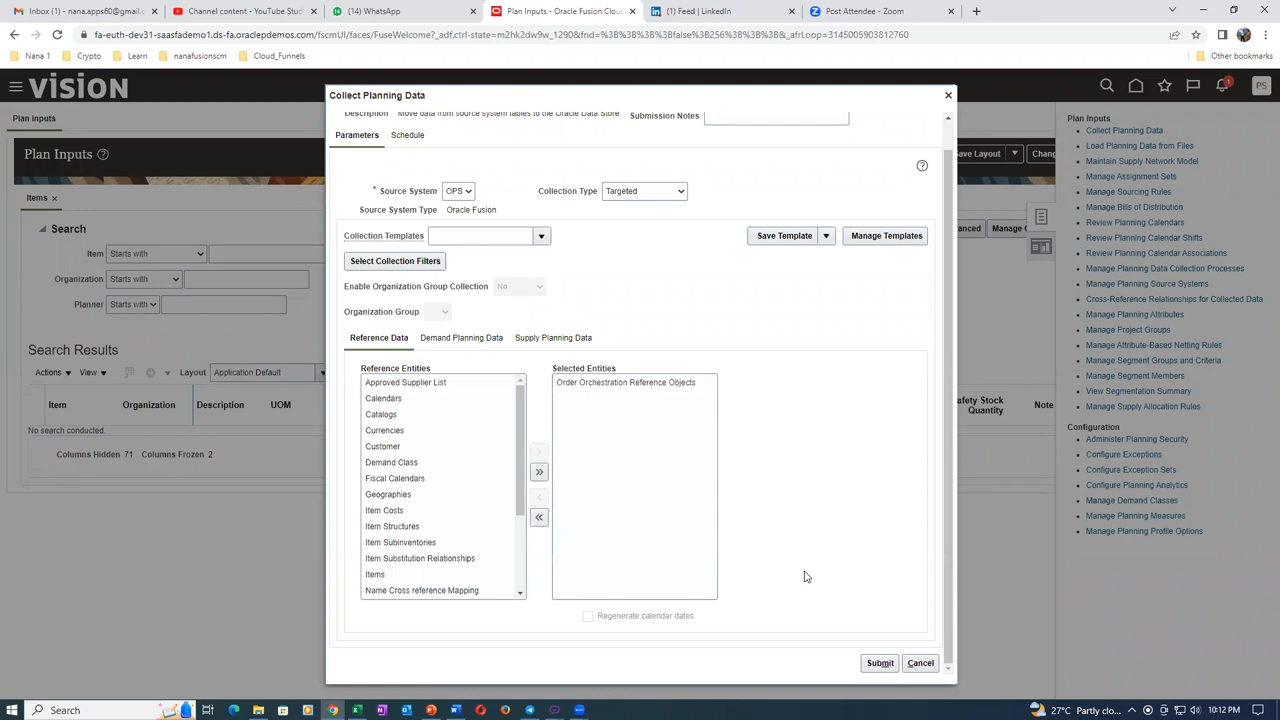 Inbox (1) - nana.apps60@gmail.c
Channel content - YouTube Stud
(14) WhatsApp
Plan Inputs - Oracle Fusion Clou
(1) Feed | LinkedIn
Post Attendee - Zoom
fa-euth-dev31-saasfademo1.ds-fa.oraclepdemos.com/fscmUI/faces/FuseWelcome?_adf.ctrl-state=m2hk2dw9w_1290&fnd=%3B%3B%3B%3Bfalse%3B256%3B%3B%3B&_afrLoop=3145005903812760
Nana 1
Crypto
Learn
nanafusionscm
Cloud_Funnels
Other bookmarks
VISION
1
PS
Plan inputs
Plan Inputs
Save Layout
Chang
Items
Search
Item Starts with
Organization Starts with
Planner Starts with
anced
Manage C
Search Results
Actions
View
Layout
Application Default
Item
Organization
Description
UOM
afety Stock
Quantity
Note
No search conducted.
Columns Hidden 71
Columns Frozen 2
Collect Planning Data
Description Move data from source system tables to the Oracle Data Store.
Submission Notes
Parameters
Schedule
* Source System OPS
Collection Type Targeted
Source System Type Oracle Fusion
Collection Templates
Save Template
Manage Templates
Select Collection Filters
Enable Organization Group Collection No
Organization Group
Reference Data
Demand Planning Data
Supply Planning Data
Reference Entities
Approved Supplier List
Calendars
Catalogs
Currencies
Customer
Demand Class
Fiscal Calendars
Geographies
Item Costs
Item Structures
Item Subinventories
Item Substitution Relationships
Items
Name Cross reference Mapping
Selected Entities
Order Orchestration Reference Objects
Regenerate calendar dates
Submit
Cancel
Plan Inputs
Collect Planning Data
Load Planning Data from Files
Maintain Supply Network Model
Manage Assignment Sets
Manage Sourcing Rules
Manage Bills of Distribution
Review Planning Calendars
Review Planning Calendar Shifts
Review Planning Calendar Associations
Manage Planning Data Collection Processes
Manage Planning Source Systems
Cross-Reference Relationships for Collected Data
Manage Planning Attributes
Manage Project Groups
Manage Attribute-Based Netting Rules
Manage Segment Groups and Criteria
Manage Segment Members
View Segmentation Summary
Manage Supply Allocation Rules
Configuration
Administer Planning Security
Configure Exceptions
Configure Exception Sets
Configure Planning Analytics
Manage Demand Classes
Manage Planning Measures
Manage Planning Profile Options
Search
27°C Partly clo...
10:12 PM